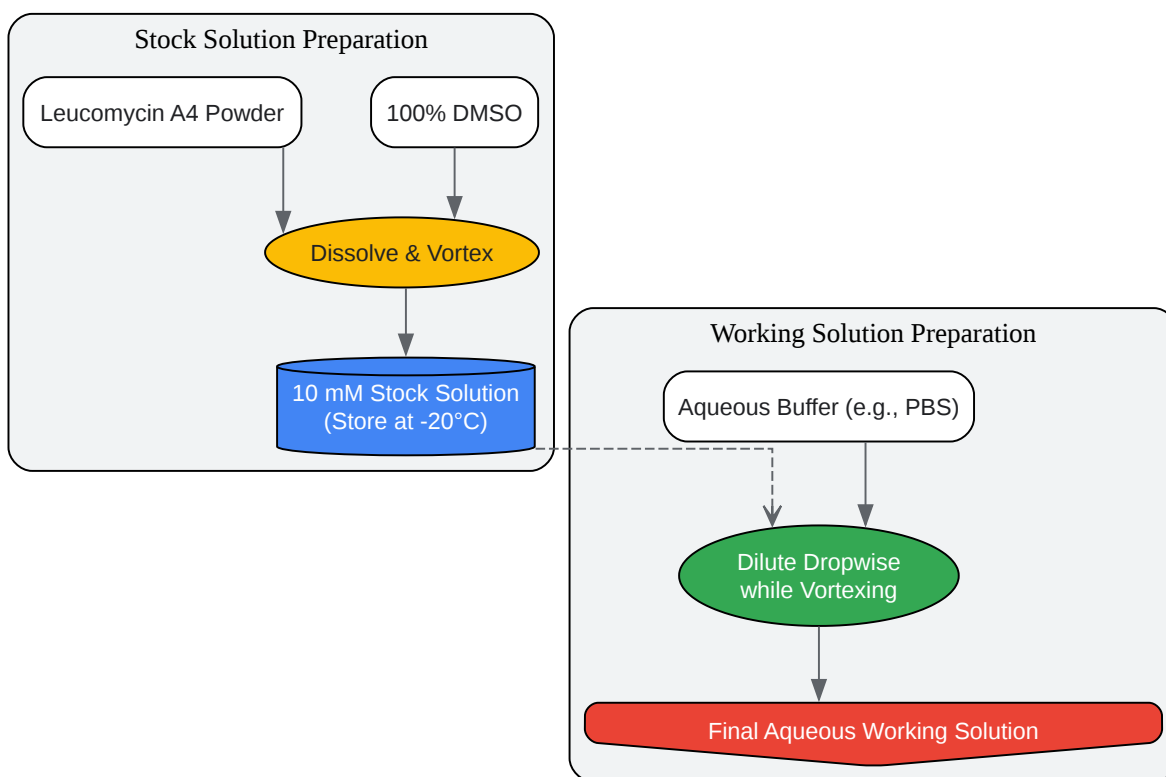 Stock Solution Preparation
Leucomycin A4 Powder
100% DMSO
Dissolve & Vortex
10 mM Stock Solution
(Store at -20°C)
Working Solution Preparation
Aqueous Buffer (e.g., PBS)
Dilute Dropwise
while Vortexing
Final Aqueous Working Solution